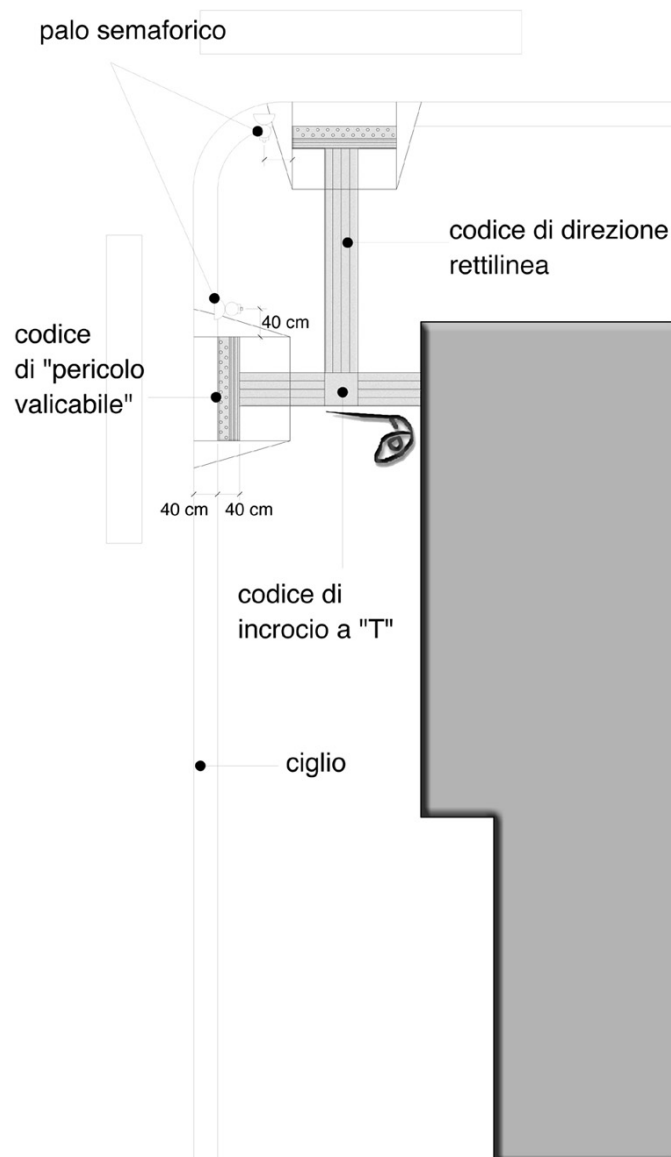 palo semaforico
codice di direzione
rettilinea
40 cm
codice
di "pericolo
valicabile"
40 cm
40 cm
codice di
incrocio a "T"
ciglio